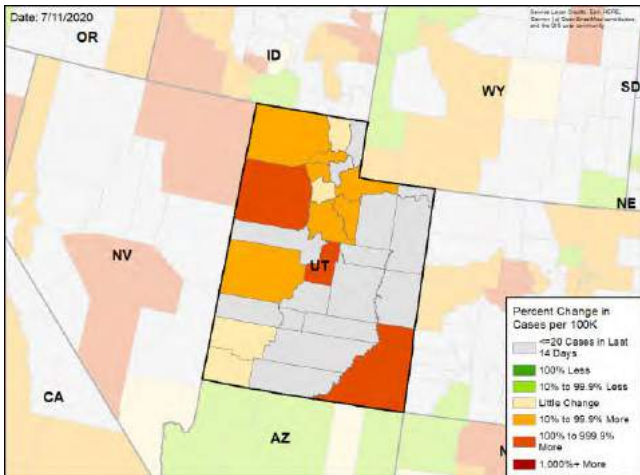 Date: 7/11/2020
OR
ID
WY
SD
NE
NV
UT
CA
AZ
N
Percent Change in
Cases per 100K
<=20 Cases in Last
14 Days
100% Less
10% to 99.9% Less
Little Change
10% to 99.9% More
100% to 999.9%
More
1,000%+ More